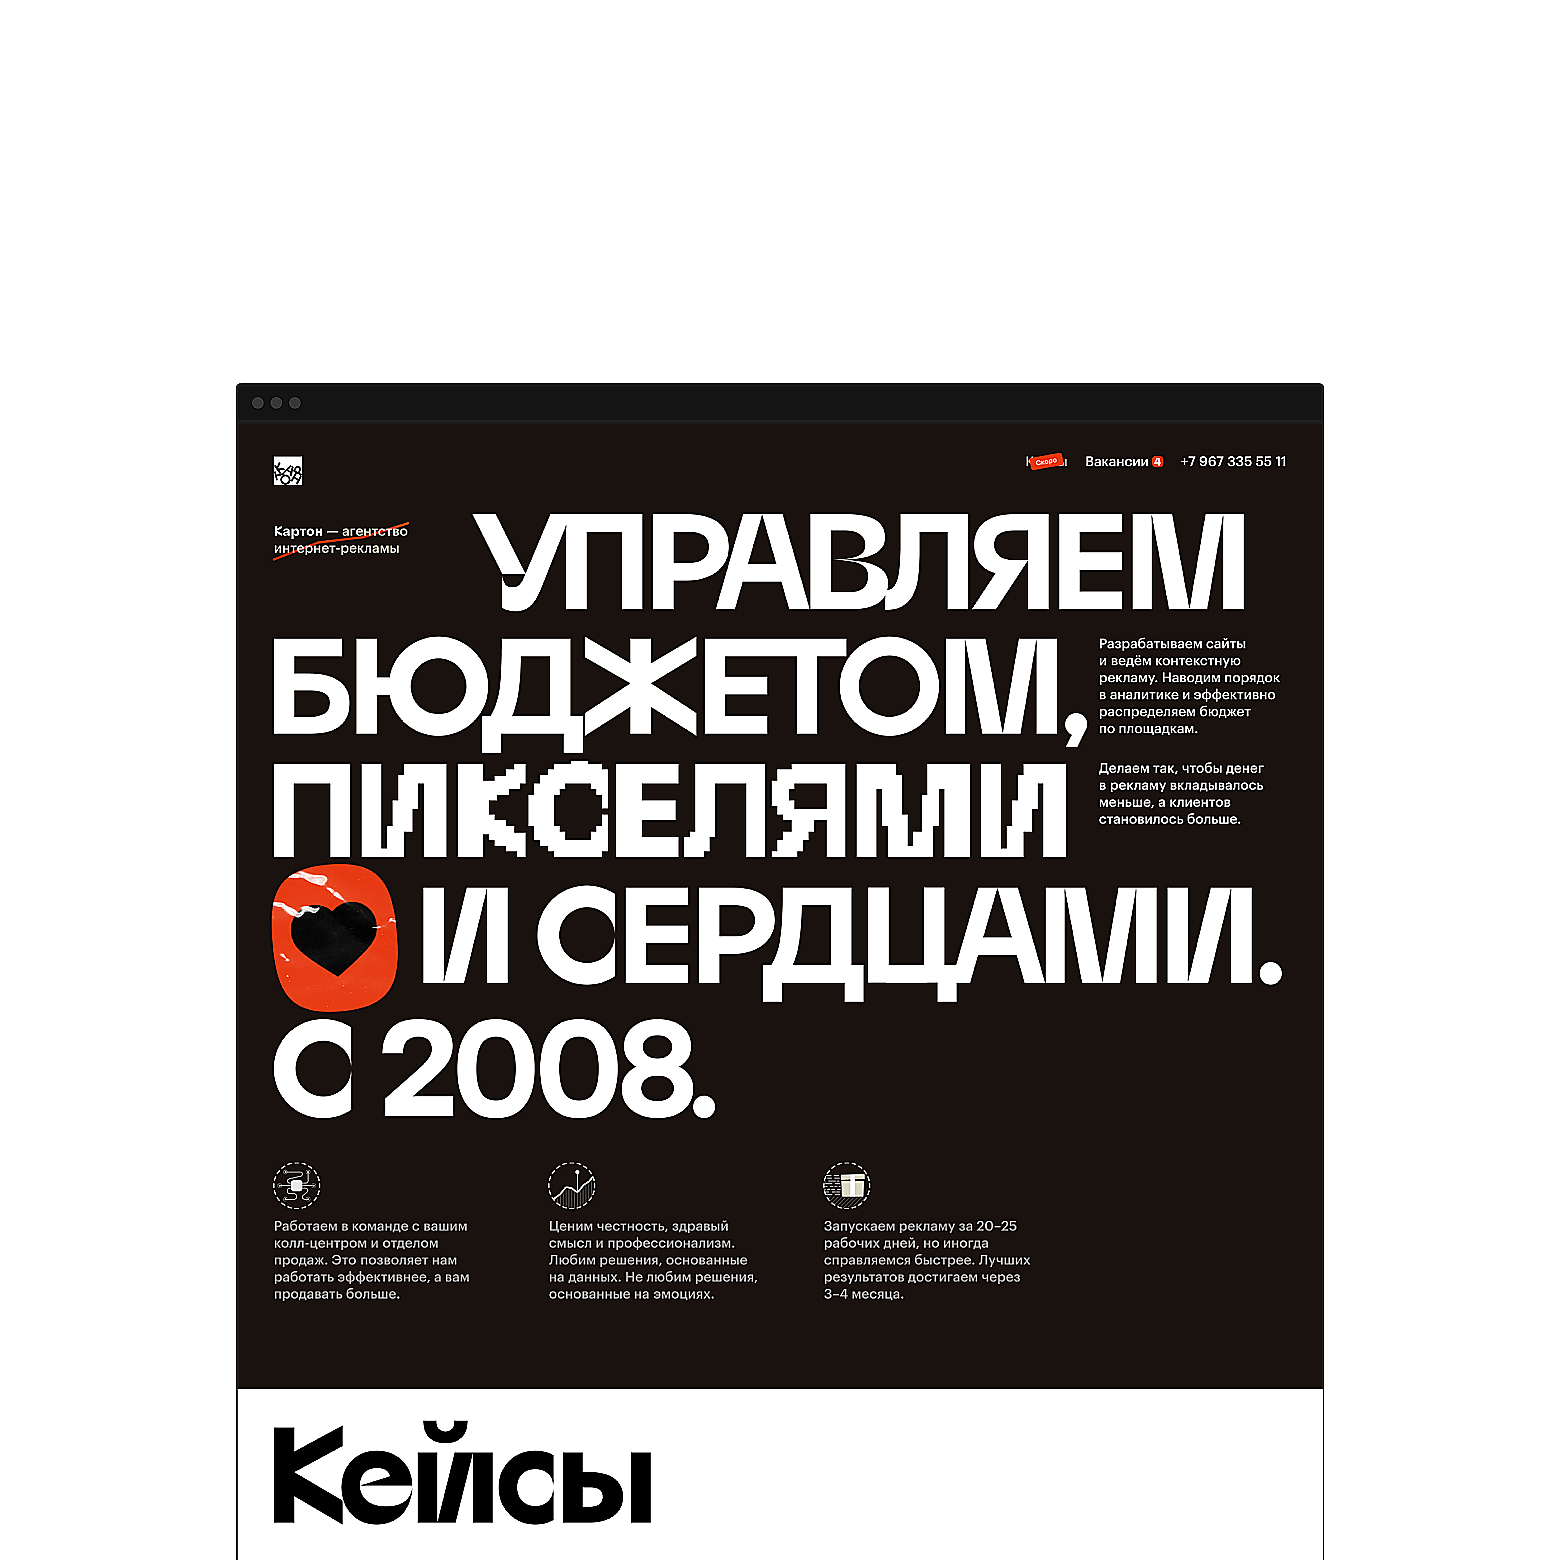 Скоро
Вакансии 4
+7 967 335 55 11
Картон — агентство
интернет-рекламы
УПРАВЛЯЕМ
БЮДЖЕТОМ,
ПИКСЕЛЯМИ
И СЕРДЦАМИ.
С 2008.
Разрабатываем сайты
и ведём контекстную
рекламу. Наводим порядок
в аналитике и эффективно
распределяем бюджет
по площадкам.
Делаем так, чтобы денег
в рекламу вкладывалось
меньше, а клиентов
становилось больше.
Работаем в команде с вашим
колл-центром и отделом
продаж. Это позволяет нам
работать эффективнее, а вам
продавать больше.
Ценим честность, здравый
смысл и профессионализм.
Любим решения, основанные
на данных. Не любим решения,
основанные на эмоциях.
Запускаем рекламу за 20–25
рабочих дней, но иногда
справляемся быстрее. Лучших
результатов достигаем через
3–4 месяца.
Кейсы